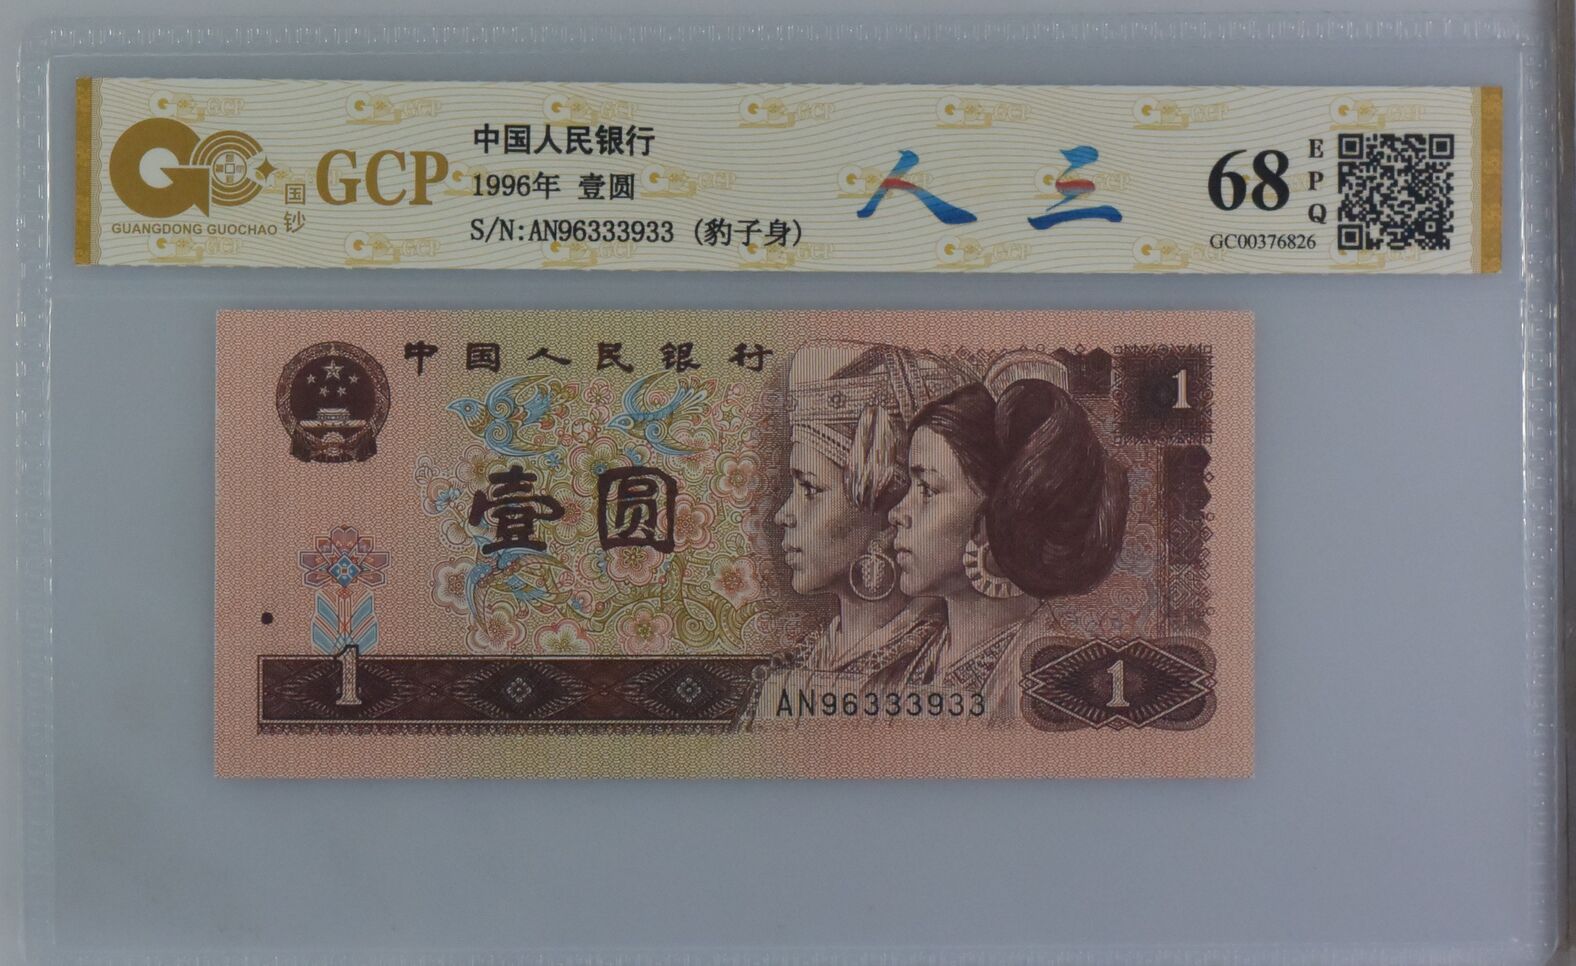 GCP
国钞
GUANGDONG GUOCHAO
中国人民银行
1996年 壹圆
S/N:AN96333933 (豹子身)
人 三
68
EPQ
GC00376826
中国人民银行
1
壹圆
1
AN96333933
1